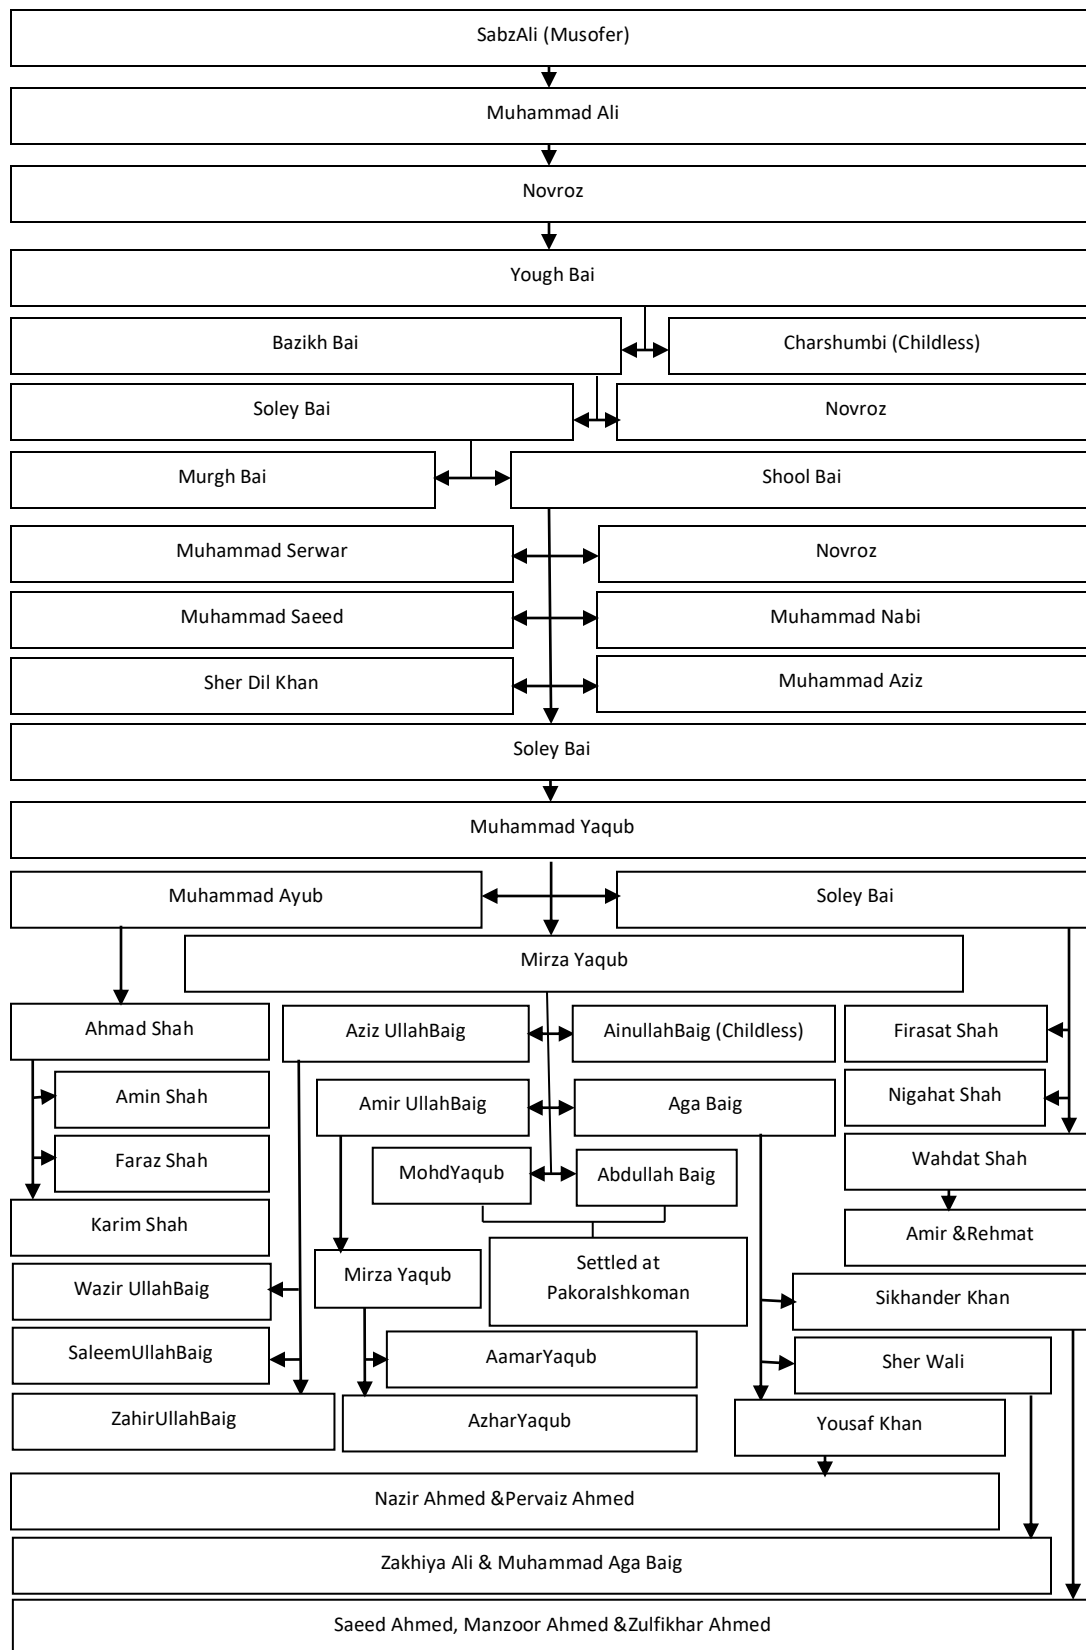 SabzAli (Musofer)
Muhammad Ali
Novroz
Yough Bai
Bazikh Bai
Charshumbi (Childless)
Soley Bai
Novroz
Murgh Bai
Shool Bai
Muhammad Serwar
Novroz
Muhammad Saeed
Muhammad Nabi
Sher Dil Khan
Muhammad Aziz
Soley Bai
Muhammad Yaqub
Muhammad Ayub
Soley Bai
Mirza Yaqub
Ahmad Shah
Aziz UllahBaig
AinullahBaig (Childless)
Firasat Shah
Amin Shah
Amir UllahBaig
Aga Baig
Nigahat Shah
Faraz Shah
MohdYaqub
Abdullah Baig
Wahdat Shah
Karim Shah
Amir &Rehmat
Mirza Yaqub
Settled at
PakoraIshkoman
Wazir UllahBaig
Sikhander Khan
SaleemUllahBaig
AamarYaqub
Sher Wali
ZahirUllahBaig
AzharYaqub
Yousaf Khan
Nazir Ahmed &Pervaiz Ahmed
Zakhiya Ali & Muhammad Aga Baig
Saeed Ahmed, Manzoor Ahmed &Zulfikhar Ahmed